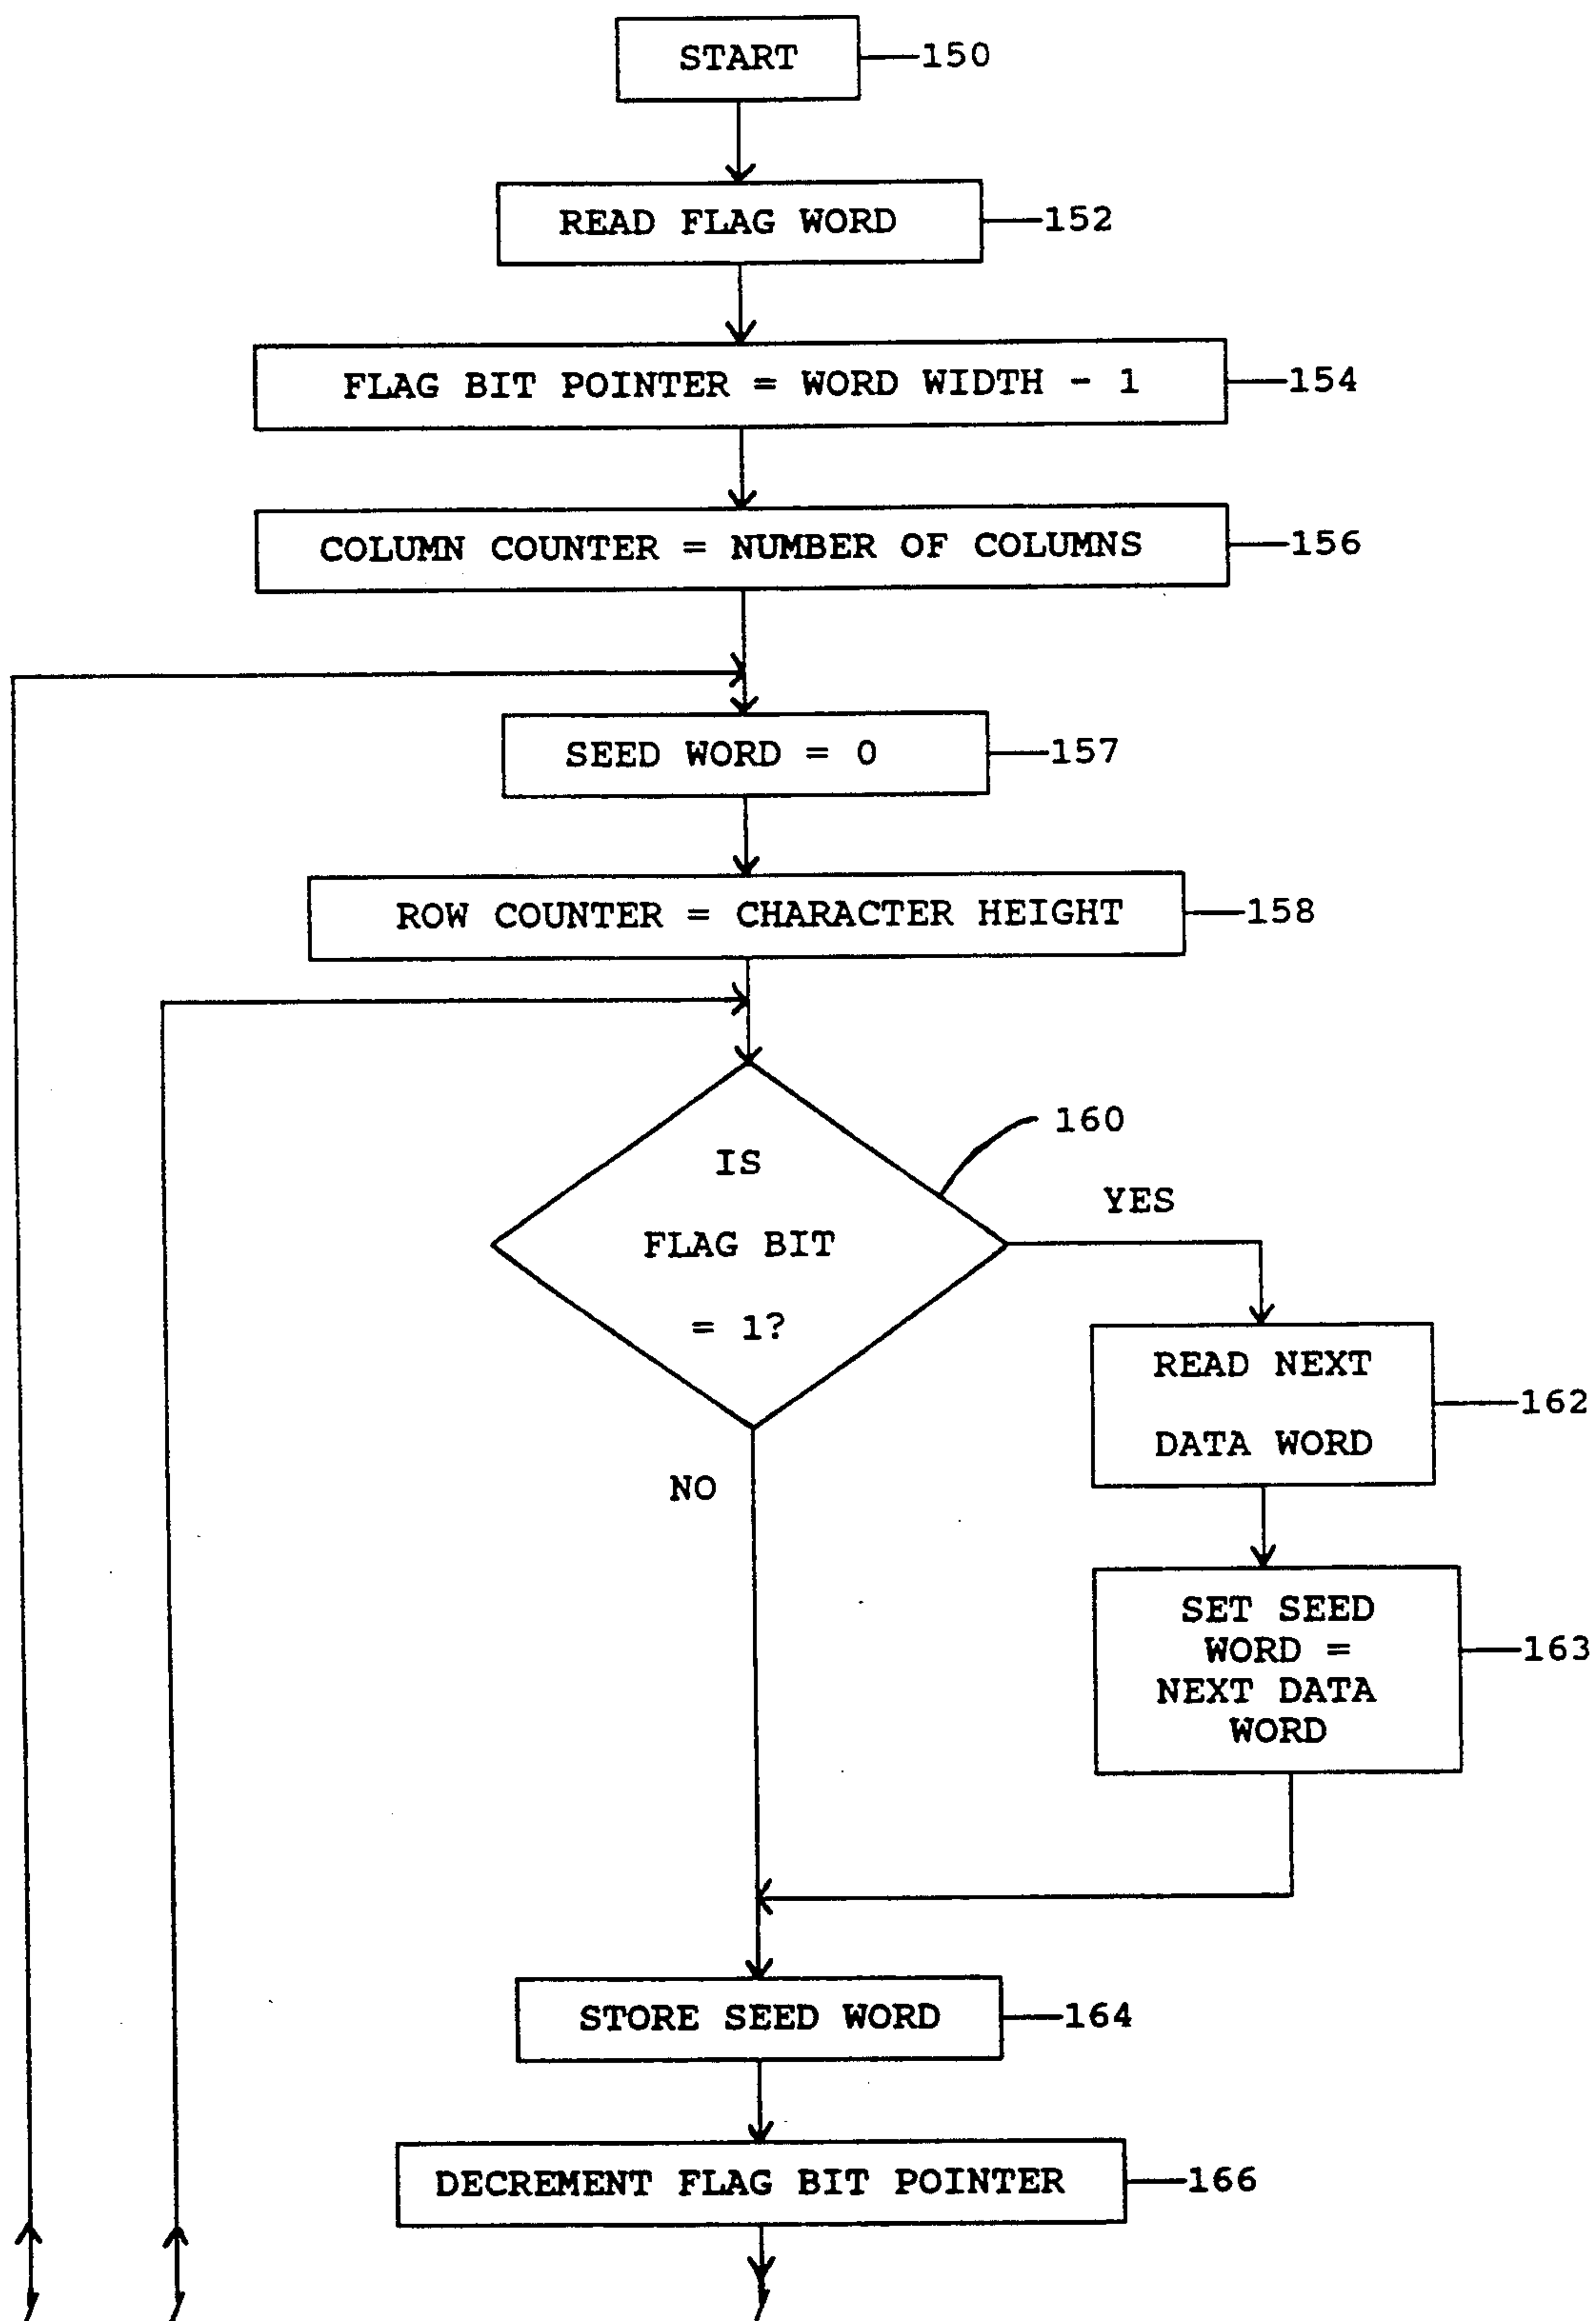 START 150
READ FLAG WORD 152
FLAG BIT POINTER = WORD WIDTH - 1 154
COLUMN COUNTER = NUMBER OF COLUMNS 156
SEED WORD = 0 157
ROW COUNTER = CHARACTER HEIGHT 158
160
IS
FLAG BIT
= 1?
YES
READ NEXT
DATA WORD
162
NO
SET SEED
WORD =
NEXT DATA
WORD
163
STORE SEED WORD 164
DECREMENT FLAG BIT POINTER 166